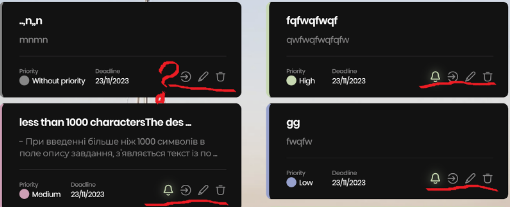 .,n,,n
mnmn
Priority
Without priority
Deadline
23/11/2023
?
fqfwqfwqf
qwfwqfwqfqfw
Priority
High
Deadline
23/11/2023
less than 1000 charactersThe des ...
- При введенні більше ніж 1000 символів в
поле опису завдання, з'являється текст із по ...
Priority
Medium
Deadline
23/11/2023
gg
fwqfw
Priority
Low
Deadline
23/11/2023